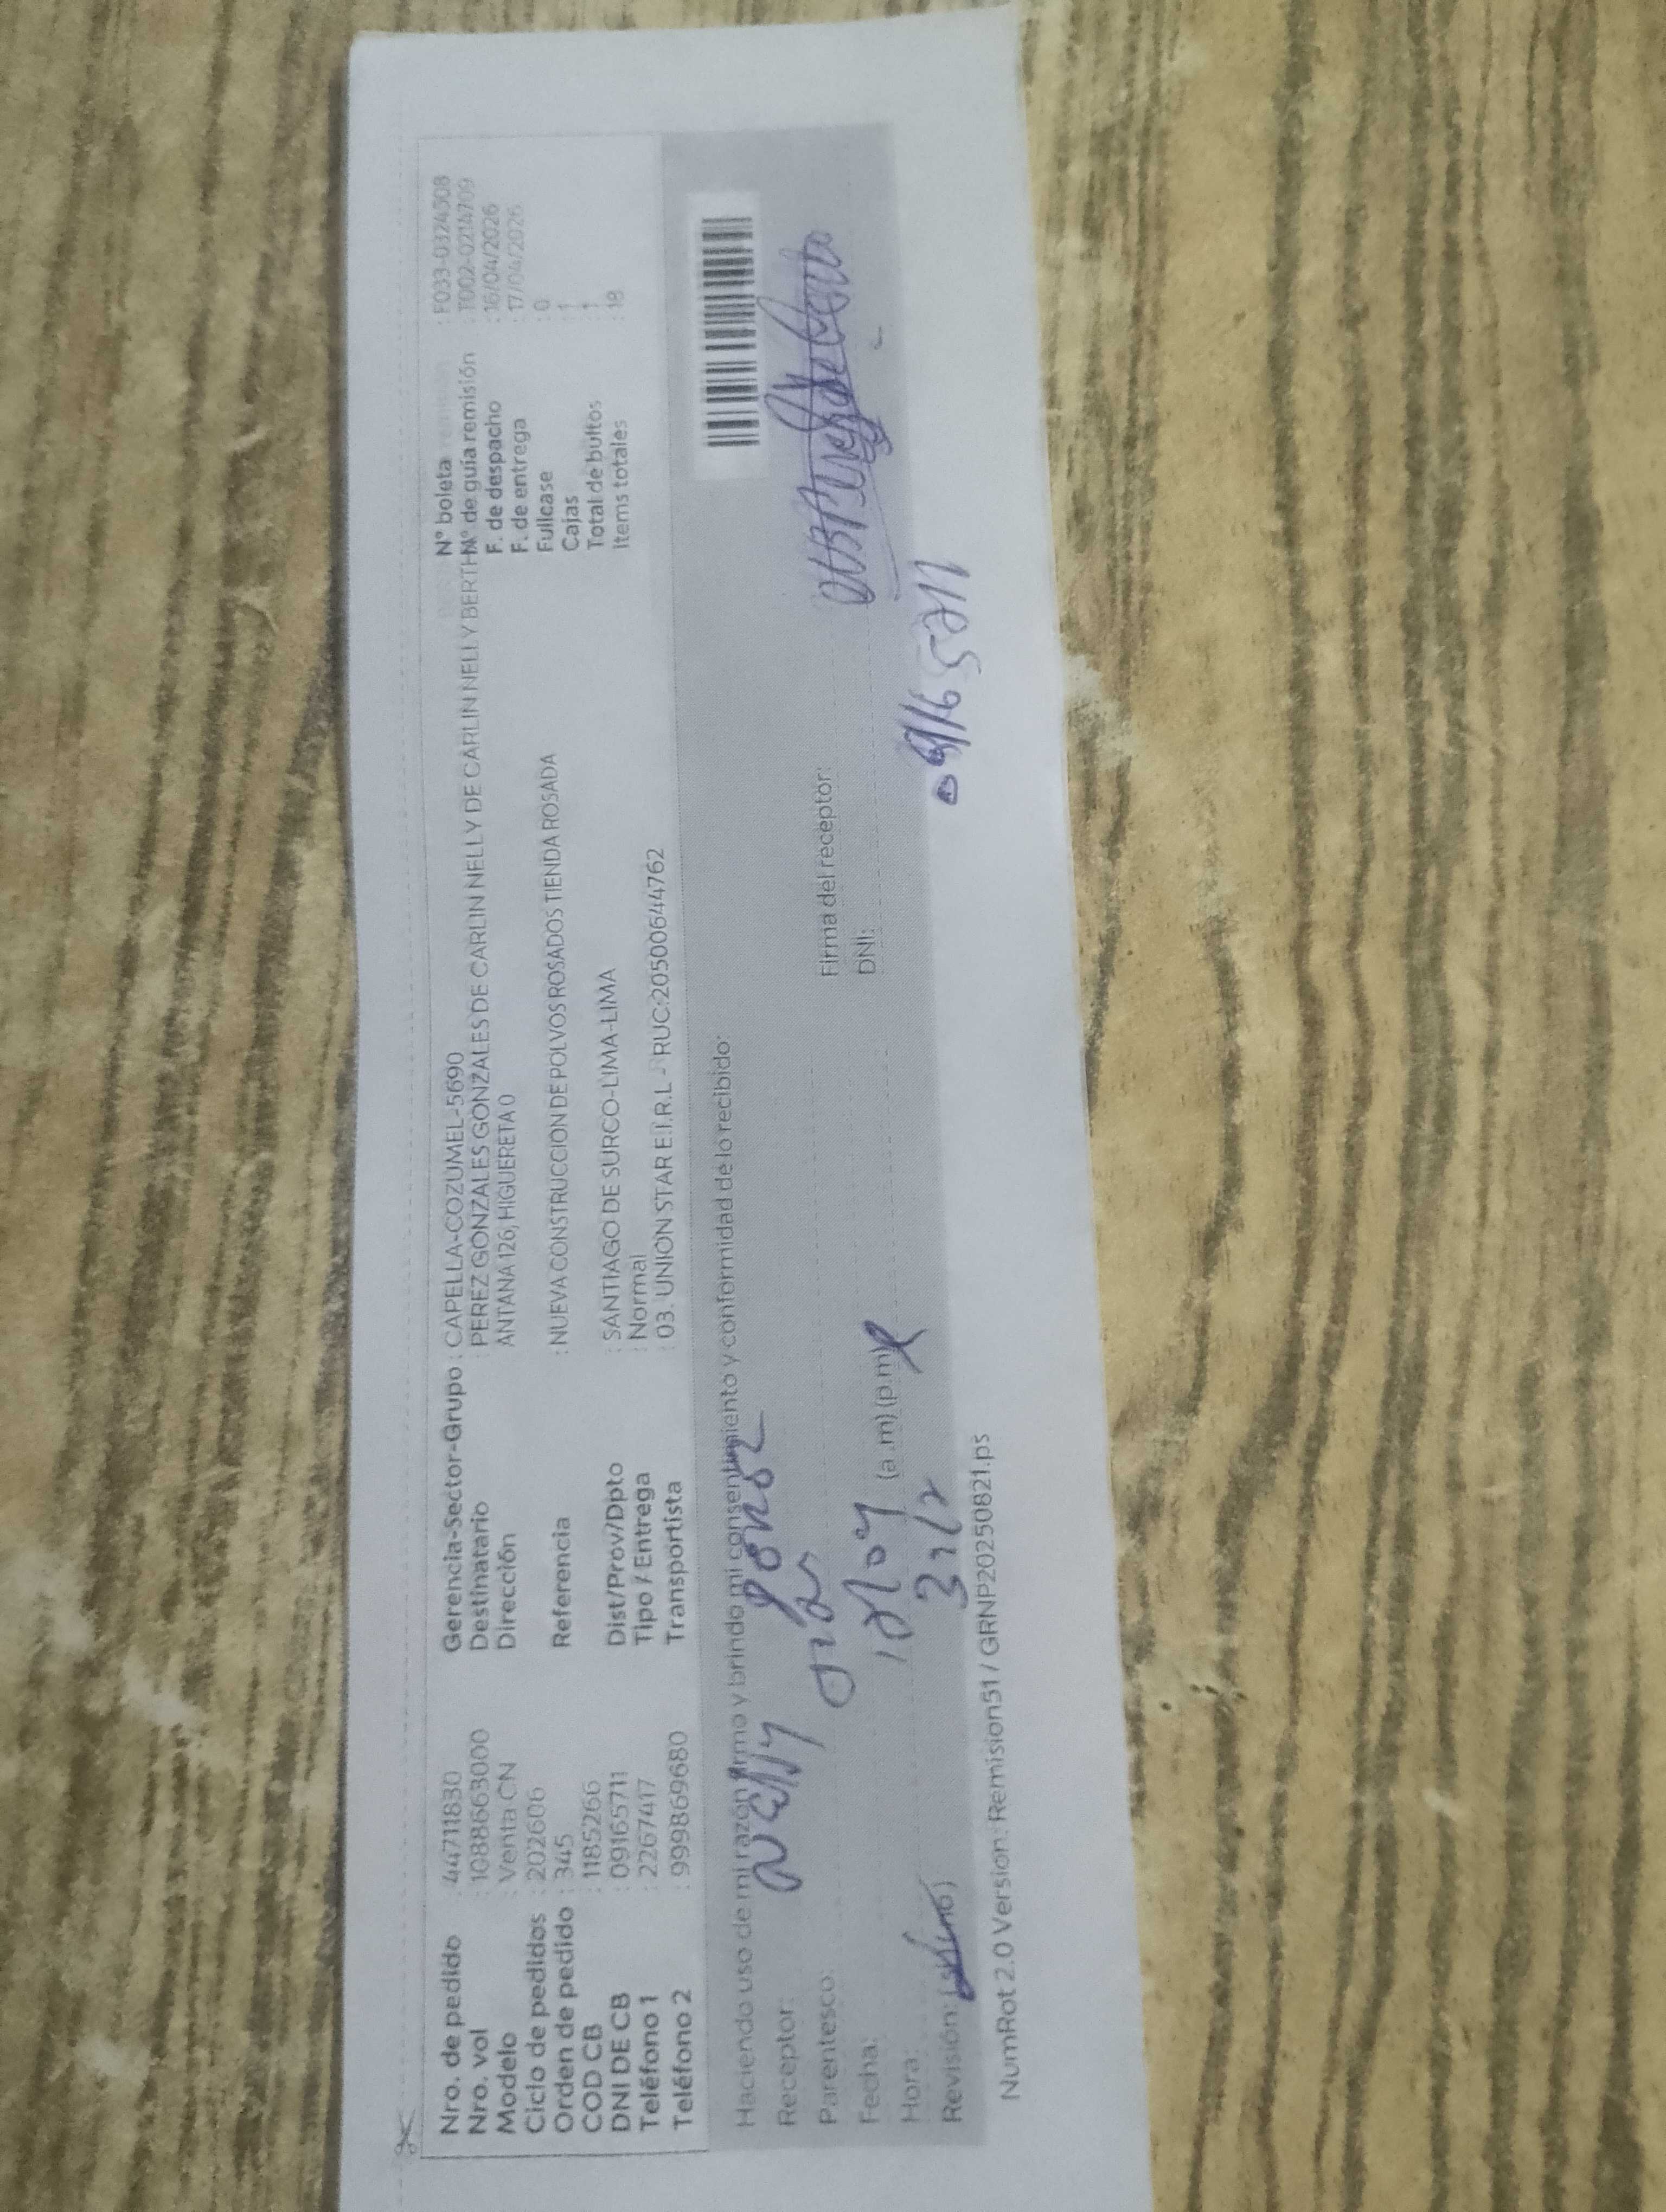 Nro. de pedido : 44711830
Nro. vol : 1088663000
Modelo : Venta CN
Ciclo de pedidos : 202606
Orden de pedido : 345
COD CB : 1185266
DNI DE CB : 09165711
Teléfono 1 : 2267417
Teléfono 2 : 999869680
Gerencia-Sector-Grupo : CAPELLA-COZUMEL-5690
Destinatario : PEREZ GONZALES GONZALES DE CARLIN NELLY DE CARLIN NELLY BERTHA
Dirección ANTANA 126, HIGUERETA 0
Referencia : NUEVA CONSTRUCCION DE POLVOS ROSADOS TIENDA ROSADA
Dist/Prov/Dpto : SANTIAGO DE SURCO-LIMA-LIMA
Tipo / Entrega : Normal
Transportista : 03. UNION STAR E.I.R.L - RUC:20500644762
N° boleta : F033-0324508
N° de guía remisión : T002-0214709
F. de despacho : 16/04/2026
F. de entrega : 17/04/2026
Fullcase : 0
Cajas : 1
Total de bultos : 1
Items totales : 18
Haciendo uso de mi razón firmo y brindo mi consentimiento y conformidad de lo recibido:
Receptor: NELLY
Parentesco:
Fecha:
Hora: (a.m) (p.m)
Revisión:
Firma del receptor:
DNI: 09165711
NumRot 2.0 Version: Remision51 / GRNP20250821.ps